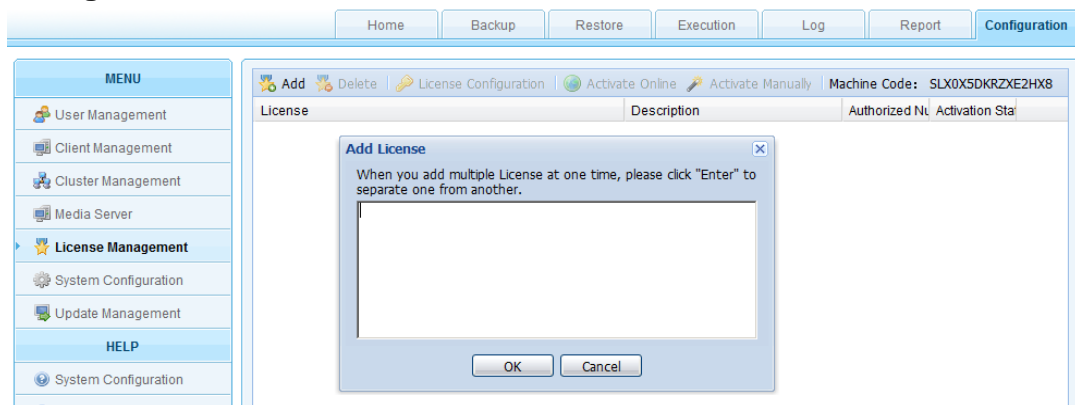 Home Backup Restore Execution Log Report Configuration
MENU
User Management
Client Management
Cluster Management
Media Server
License Management
System Configuration
Update Management
HELP
System Configuration
Add Delete License Configuration Activate Online Activate Manually Machine Code: SLX0X5DKRZXE2HX8
License Description Authorized Nu Activation Sta
Add License
When you add multiple License at one time, please click "Enter" to
separate one from another.
OK Cancel